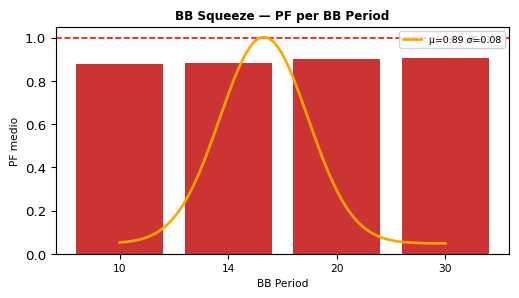 BB Squeeze — PF per BB Period
μ=0.89 σ=0.08
1.0
0.8
0.6
0.4
0.2
0.0
PF medio
10 14 20 30
BB Period